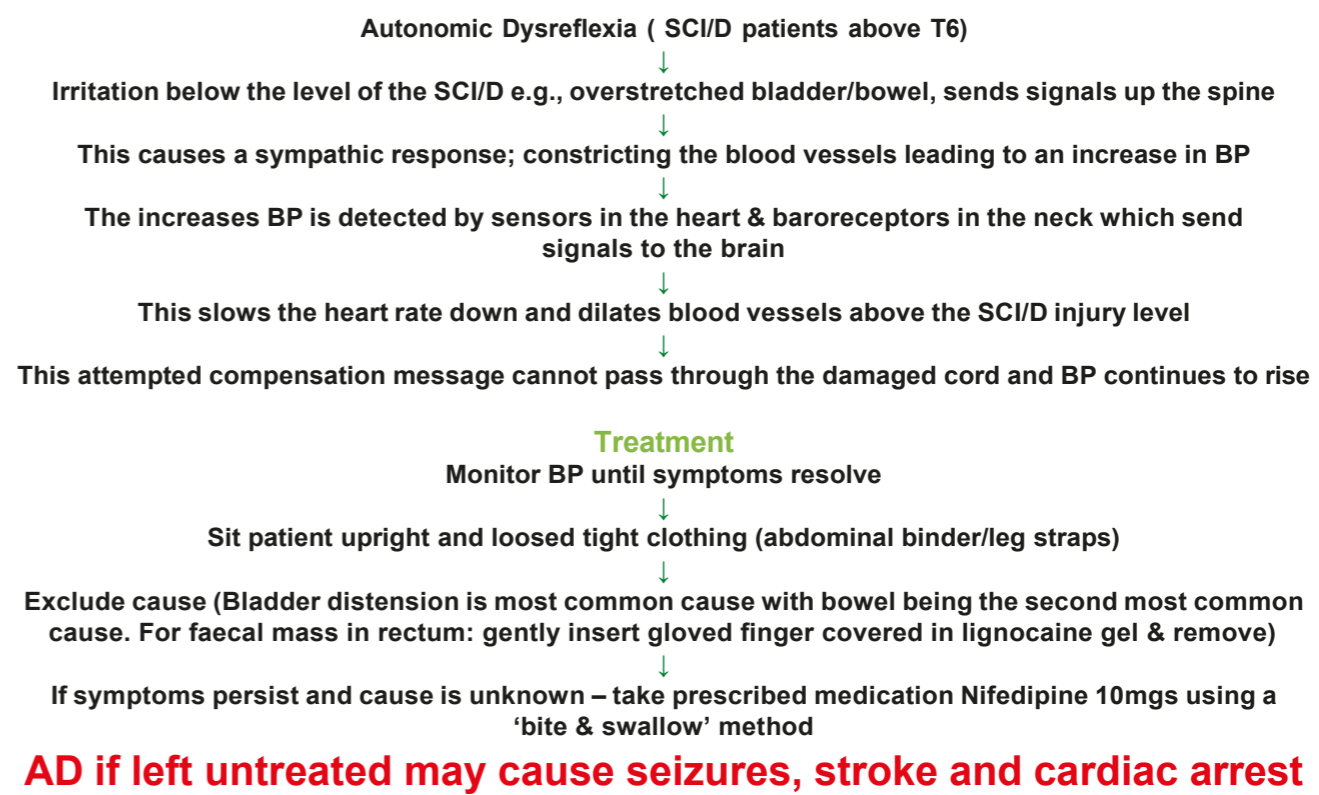 Autonomic Dysreflexia ( SCI/D patients above T6)
↓
Irritation below the level of the SCI/D e.g., overstretched bladder/bowel, sends signals up the spine
↓
This causes a sympathic response; constricting the blood vessels leading to an increase in BP
↓
The increases BP is detected by sensors in the heart & baroreceptors in the neck which send
signals to the brain
↓
This slows the heart rate down and dilates blood vessels above the SCI/D injury level
↓
This attempted compensation message cannot pass through the damaged cord and BP continues to rise
Treatment
Monitor BP until symptoms resolve
↓
Sit patient upright and loosed tight clothing (abdominal binder/leg straps)
↓
Exclude cause (Bladder distension is most common cause with bowel being the second most common
cause. For faecal mass in rectum: gently insert gloved finger covered in lignocaine gel & remove)
↓
If symptoms persist and cause is unknown – take prescribed medication Nifedipine 10mgs using a
‘bite & swallow’ method
AD if left untreated may cause seizures, stroke and cardiac arrest